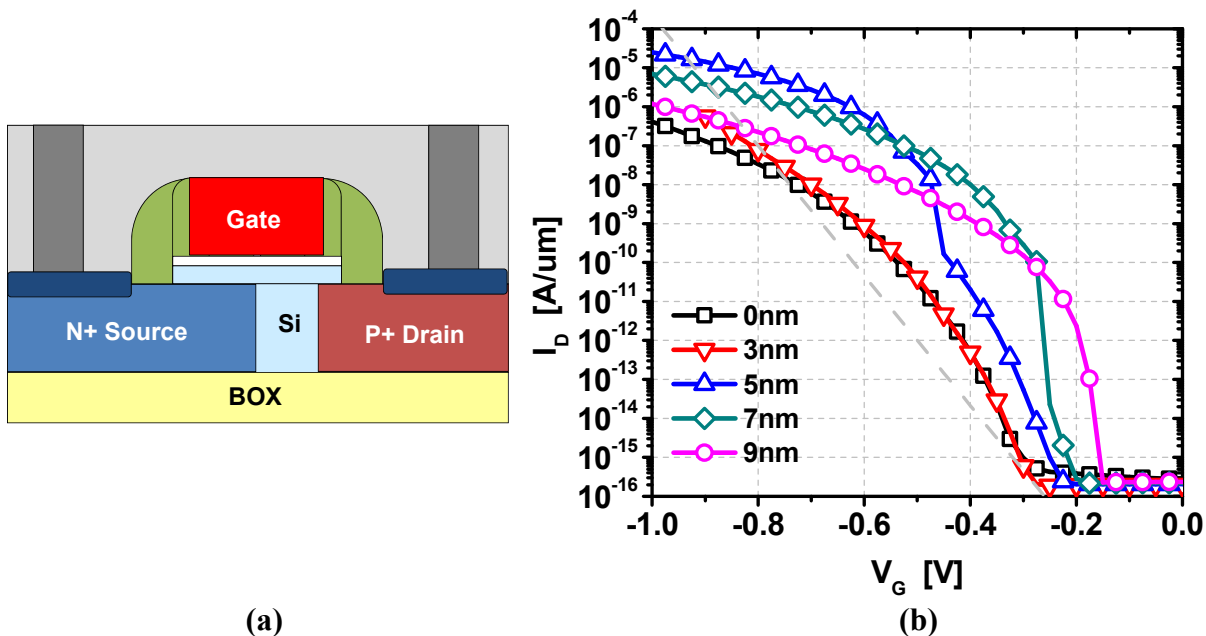 Gate
N+ Source
Si
P+ Drain
BOX
(a)
I_D [A/um]
10^-4
10^-5
10^-6
10^-7
10^-8
10^-9
10^-10
10^-11
10^-12
10^-13
10^-14
10^-15
10^-16
0nm
3nm
5nm
7nm
9nm
-1.0 -0.8 -0.6 -0.4 -0.2 0.0
V_G [V]
(b)